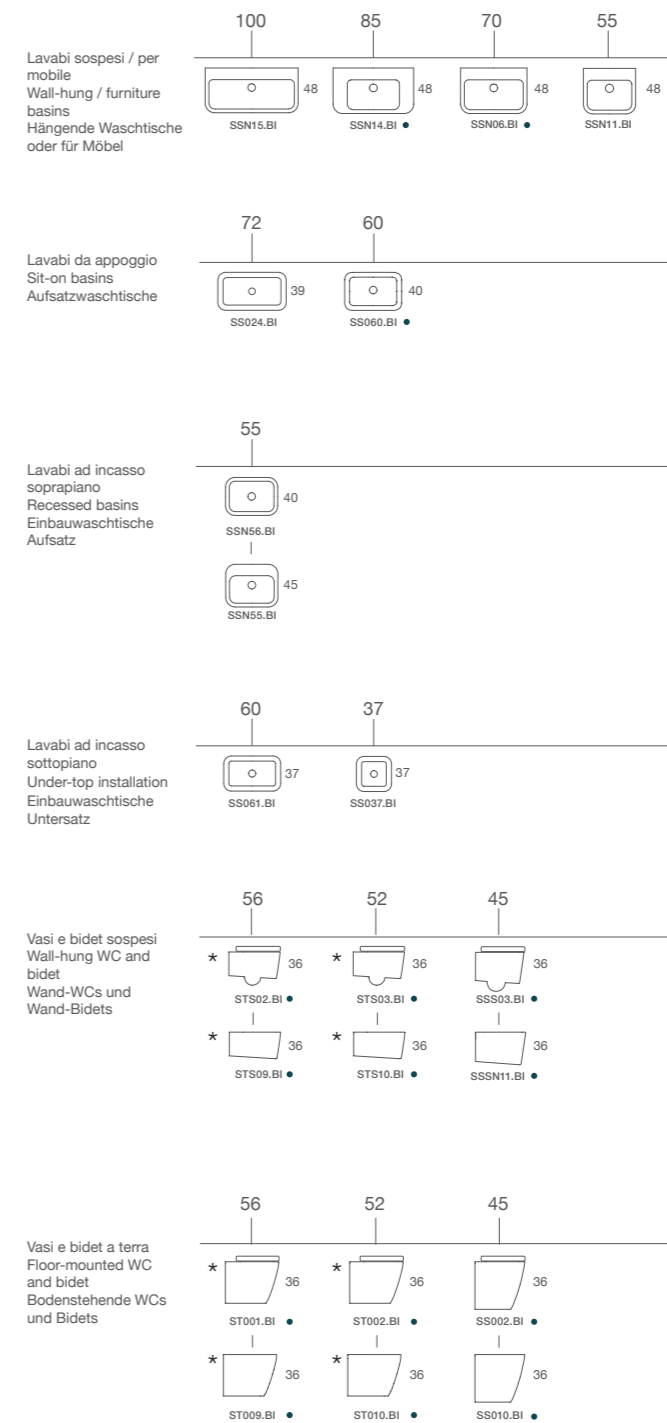 100 85 70 55
Lavabi sospesi / per
mobile
Wall-hung / furniture
basins
Hängende Waschtische
oder für Möbel
48 48 48 48
SSN15.BI SSN14.BI ● SSN06.BI ● SSN11.BI
72 60
Lavabi da appoggio
Sit-on basins
Aufsatzwaschtische
39 40
SS024.BI SS060.BI ●
55
Lavabi ad incasso
soprapiano
Recessed basins
Einbauwaschtische
Aufsatz
40
SSN56.BI
45
SSN55.BI
60 37
Lavabi ad incasso
sottopiano
Under-top installation
Einbauwaschtische
Untersatz
37 37
SS061.BI SS037.BI
56 52 45
Vasi e bidet sospesi
Wall-hung WC and
bidet
Wand-WCs und
Wand-Bidets
* 36 * 36 36
STS02.BI ● STS03.BI ● SSS03.BI ●
* 36 * 36 36
STS09.BI ● STS10.BI ● SSSN11.BI ●
56 52 45
Vasi e bidet a terra
Floor-mounted WC
and bidet
Bodenstehende WCs
und Bidets
* 36 * 36 36
ST001.BI ● ST002.BI ● SS002.BI ●
* 36 * 36 36
ST009.BI ● ST010.BI ● SS010.BI ●